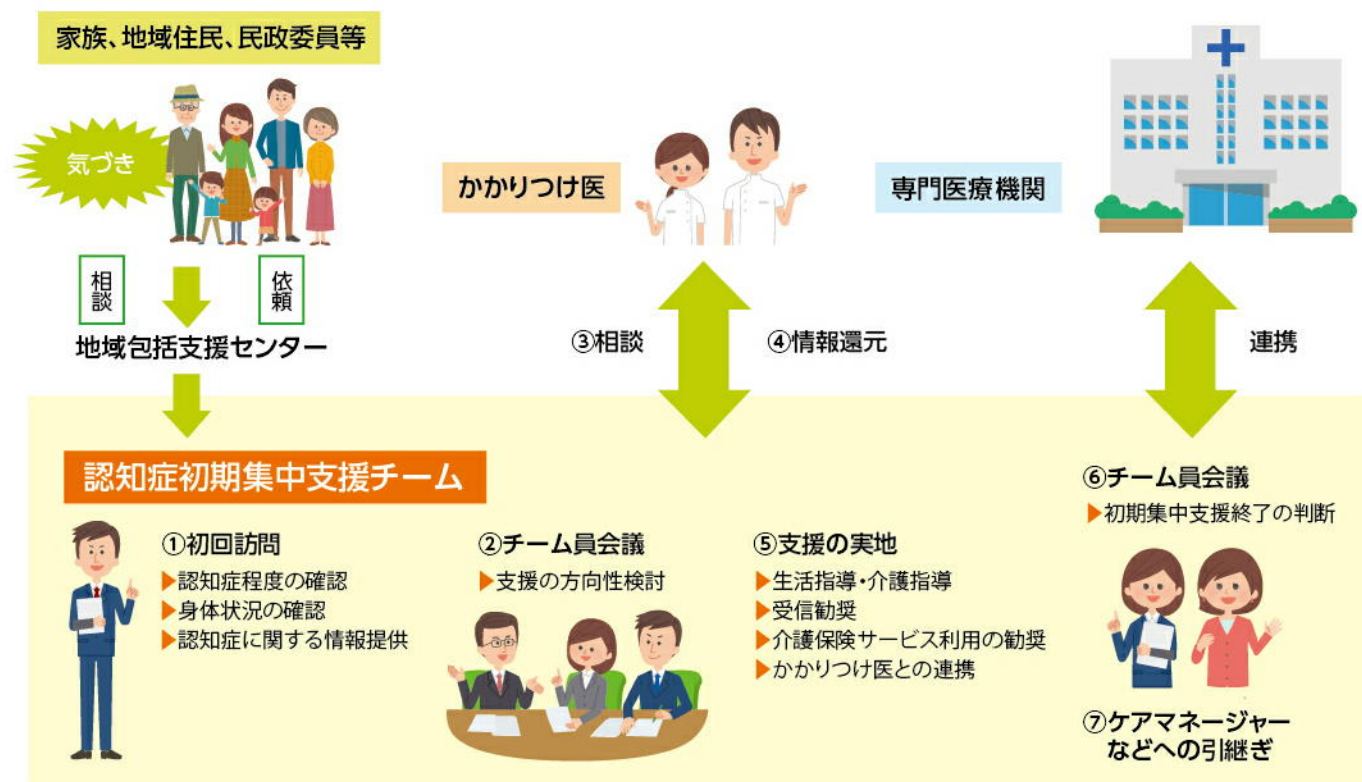 家族、地域住民、民政委員等
気づき
相談
依頼
地域包括支援センター
かかりつけ医
専門医療機関
③相談
④情報還元
連携
認知症初期集中支援チーム
①初回訪問
▶認知症程度の確認
▶身体状況の確認
▶認知症に関する情報提供
②チーム員会議
▶支援の方向性検討
⑤支援の実地
▶生活指導・介護指導
▶受信勧奨
▶介護保険サービス利用の勧奨
▶かかりつけ医との連携
⑥チーム員会議
▶初期集中支援終了の判断
⑦ケアマネージャー
などへの引継ぎ